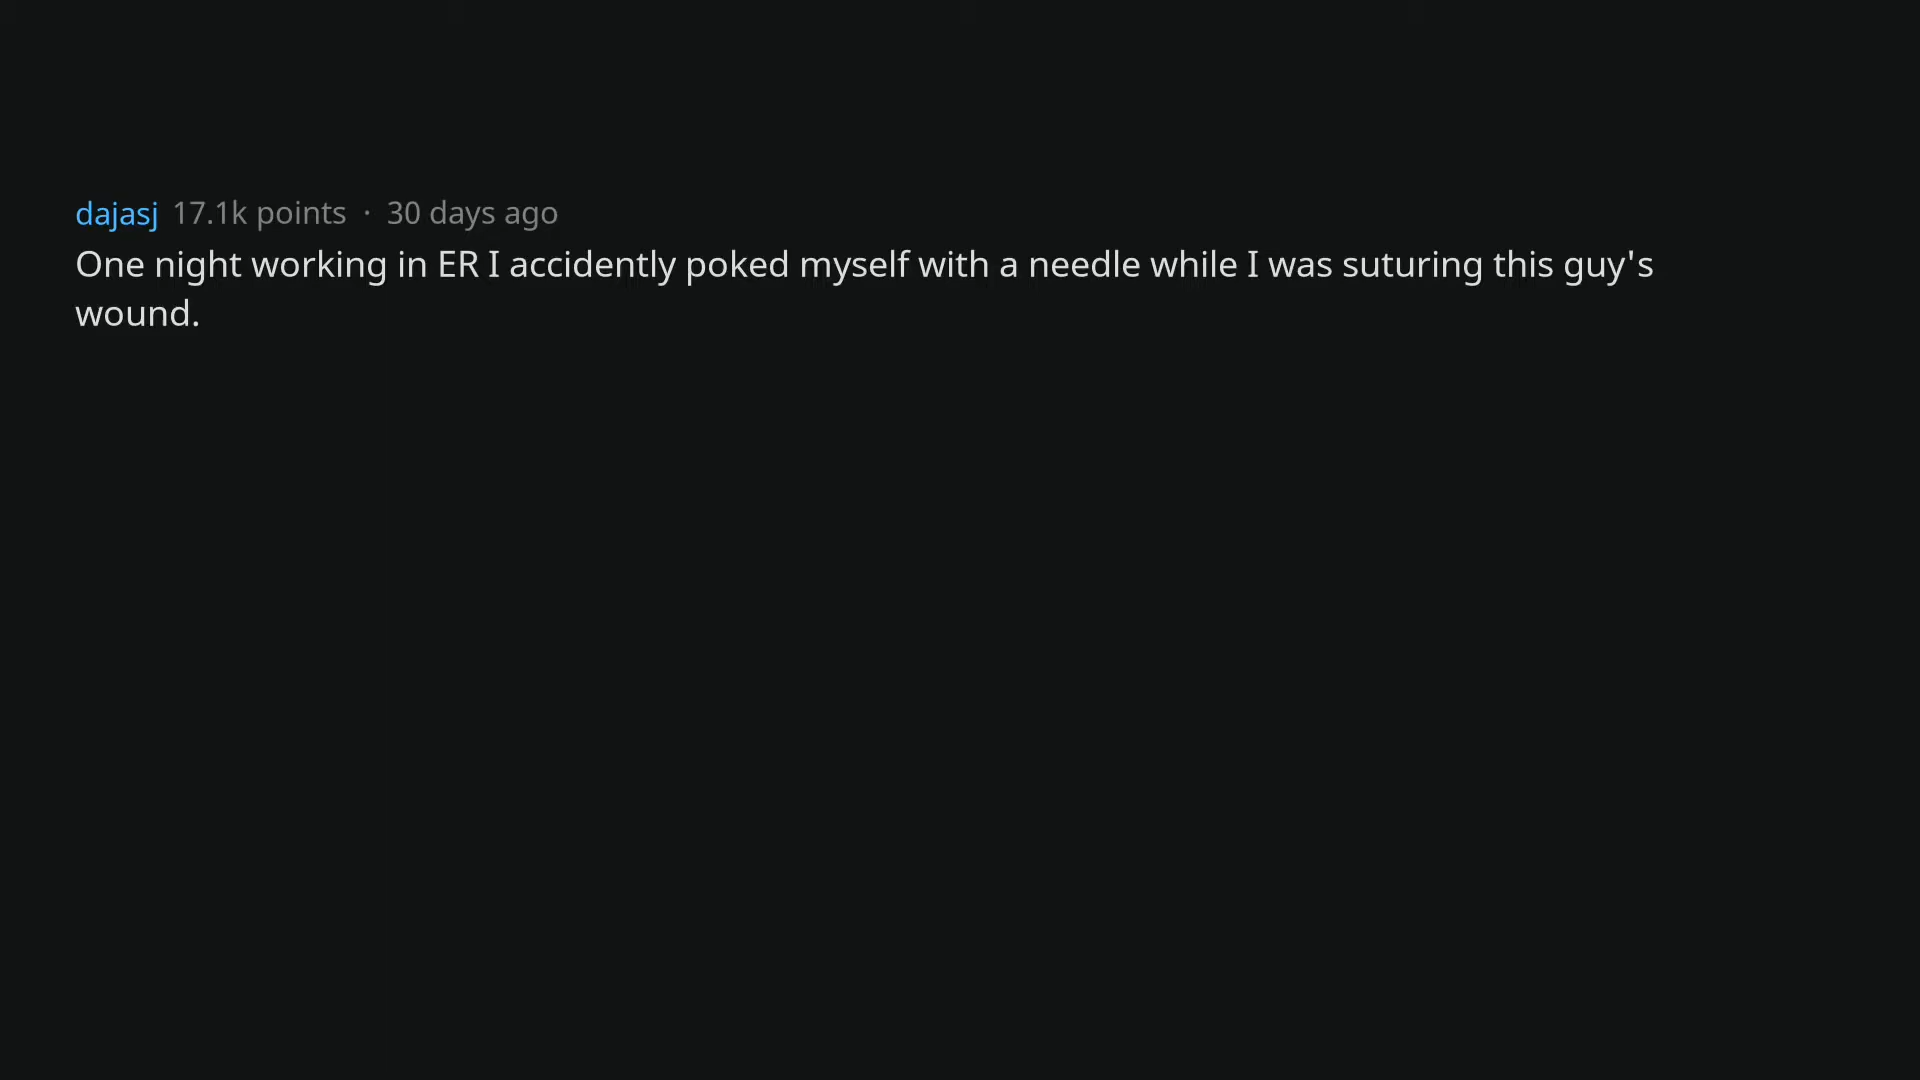 dajasj 17.1k points · 30 days ago
One night working in ER I accidently poked myself with a needle while I was suturing this guy's
wound.